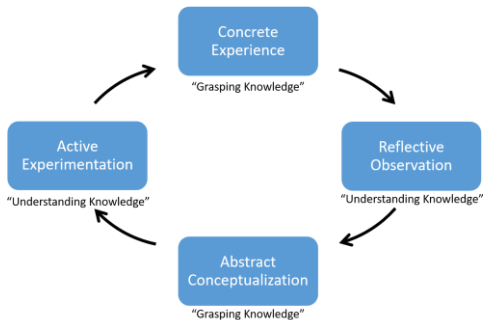 Concrete
Experience
“Grasping Knowledge”
Active
Experimentation
“Understanding Knowledge”
Reflective
Observation
“Understanding Knowledge”
Abstract
Conceptualization
“Grasping Knowledge”